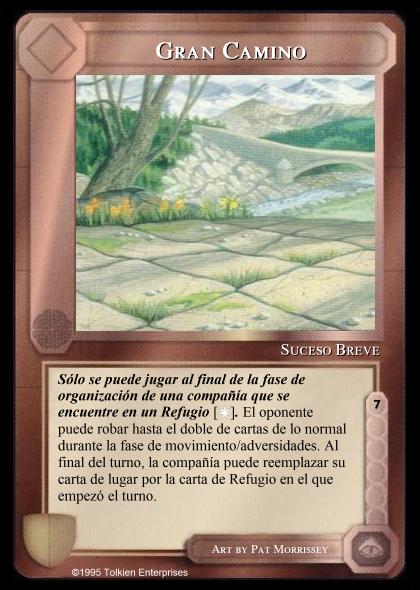 Gran Camino
Suceso Breve
Sólo se puede jugar al final de la fase de
organización de una compañía que se
encuentre en un Refugio [☀]. El oponente
puede robar hasta el doble de cartas de lo normal
durante la fase de movimiento/adversidades. Al
final del turno, la compañía puede reemplazar su
carta de lugar por la carta de Refugio en el que
empezó el turno.
7
Art by Pat Morrissey
©1995 Tolkien Enterprises